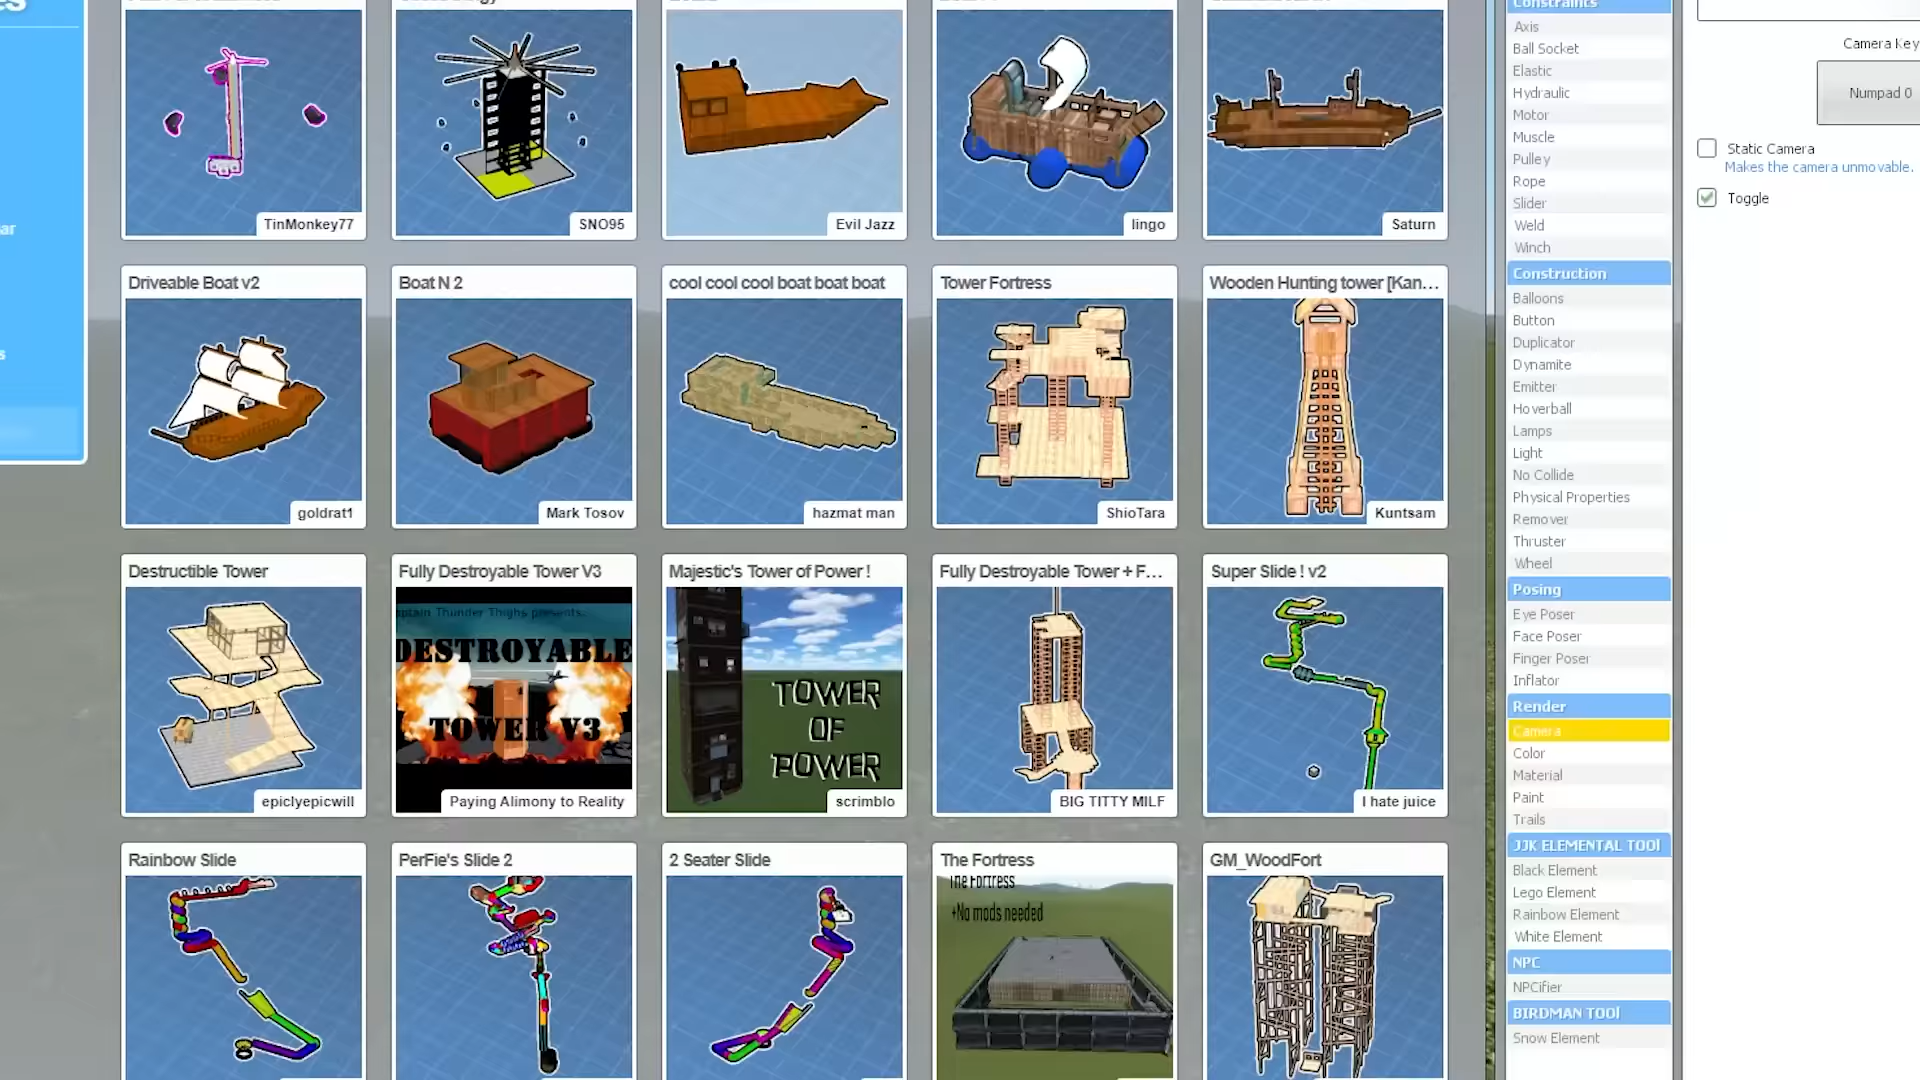 TinMonkey77
SNO95
Evil Jazz
lingo
Saturn
Driveable Boat v2
Boat N 2
cool cool cool boat boat boat
Tower Fortress
Wooden Hunting tower [Kan...
goldrat1
Mark Tosov
hazmat man
ShioTara
Kuntsam
Destructible Tower
Fully Destroyable Tower V3
Majestic's Tower of Power !
Fully Destroyable Tower + F...
Super Slide ! v2
ptain Thunder Thighs presents...
DESTROYABLE
TOWER V3
TOWER
OF
POWER
epiclyepicwill
Paying Alimony to Reality
scrimblo
BIG TITTY MILF
I hate juice
Rainbow Slide
PerFie's Slide 2
2 Seater Slide
The Fortress
GM_WoodFort
The Fortress
+No mods needed
Constraints
Axis
Ball Socket
Elastic
Hydraulic
Motor
Muscle
Pulley
Rope
Slider
Weld
Winch
Construction
Balloons
Button
Duplicator
Dynamite
Emitter
Hoverball
Lamps
Light
No Collide
Physical Properties
Remover
Thruster
Wheel
Posing
Eye Poser
Face Poser
Finger Poser
Inflator
Render
Camera
Color
Material
Paint
Trails
JJK ELEMENTAL TOOl
Black Element
Lego Element
Rainbow Element
White Element
NPC
NPCifier
BIRDMAN TOOl
Snow Element
Camera Key
Numpad 0
Static Camera
Makes the camera unmovable.
Toggle